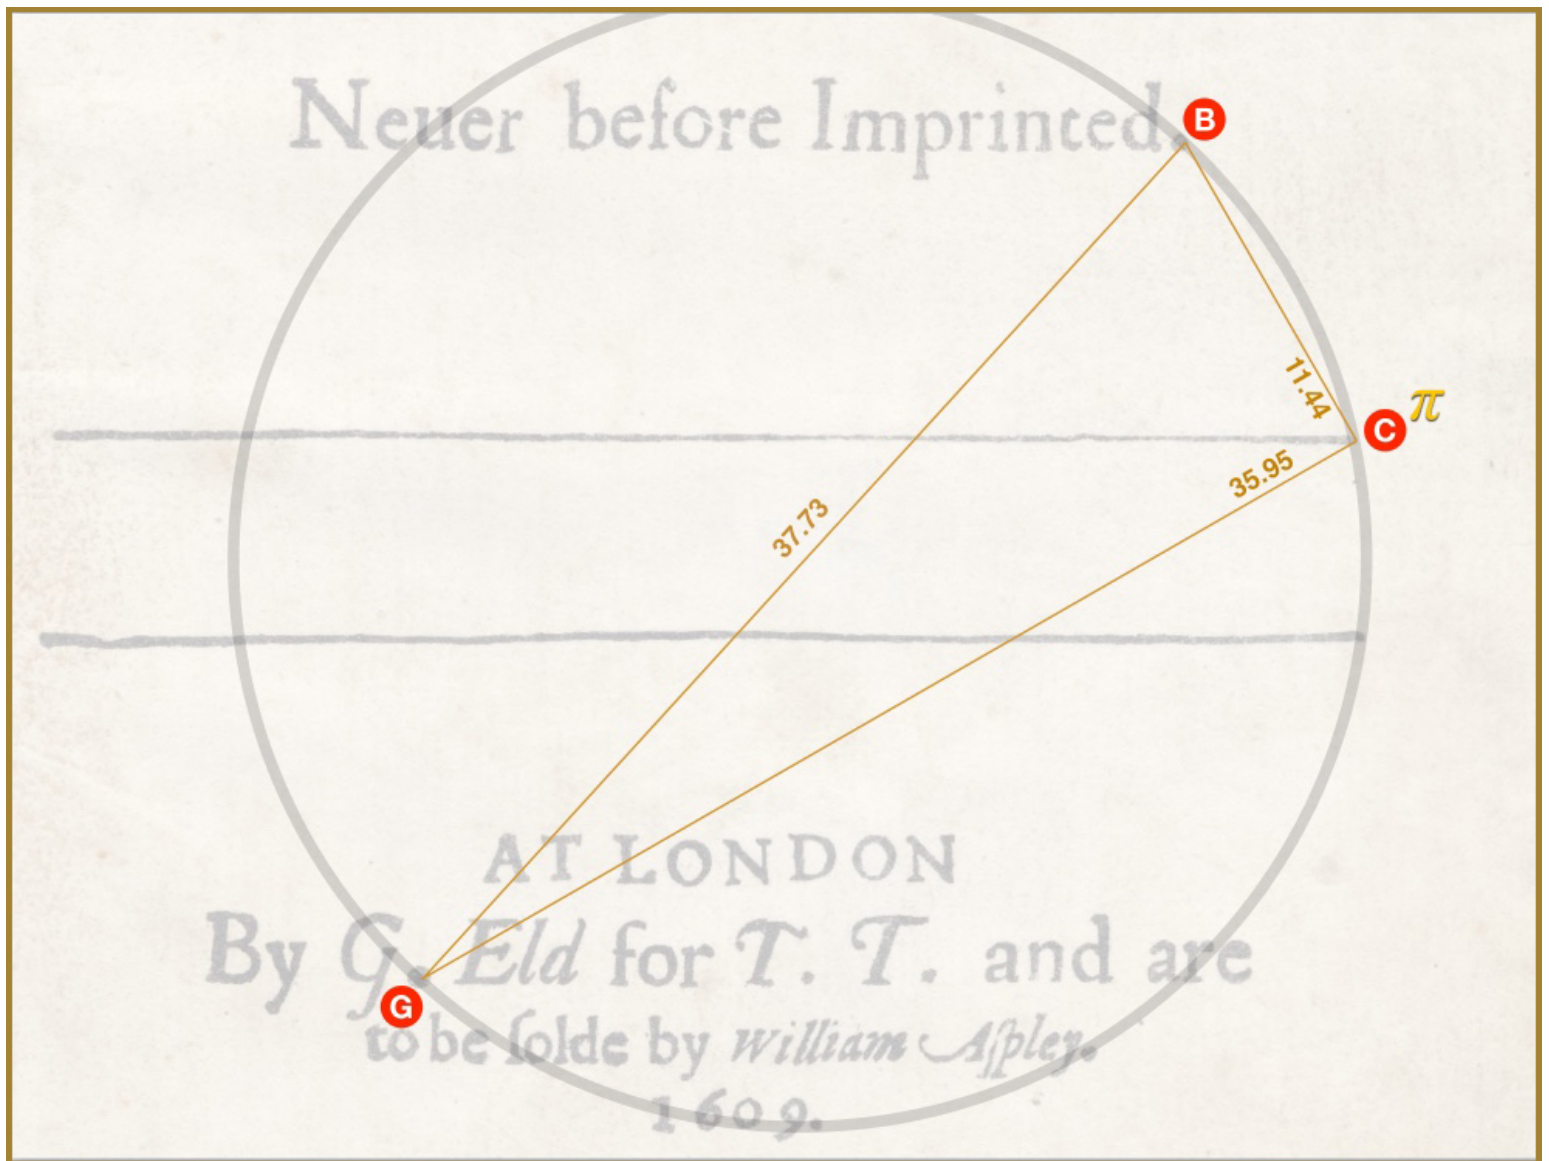 Neuer before Imprinted.
B
11.44
π
C
35.95
37.73
AT LONDON
By G. Eld for T. T. and are
G
to be ſolde by William Aſpley.
1609.